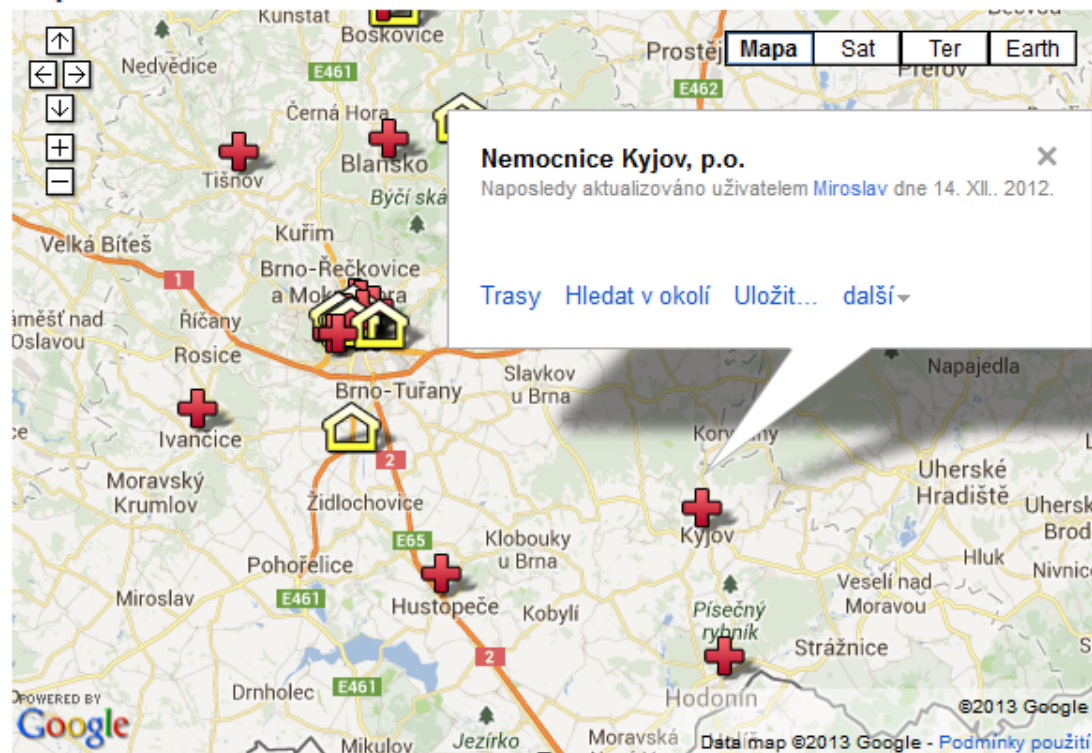 Kunštát
Boskovice
Nedvědice
E461
Prostěj
Mapa Sat Ter Earth
Přerov
E462
Černá Hora
Blansko
Tišnov
Býčí ská
Nemocnice Kyjov, p.o.
Naposledy aktualizováno uživatelem Miroslav dne 14. XII.. 2012.
Trasy Hledat v okolí Uložit... další
Kuřim
Velká Bíteš
1
Brno-Řečkovice
a Mok ora
áměšť nad
Oslavou
Říčany
Rosice
Slavkov
u Brna
Napajedla
Brno-Tuřany
Ivančice
2
Moravský
Krumlov
Židlochovice
Uherské
Hradiště
Uhersk
Brod
E65
Klobouky
u Brna
Kyjov
Hluk
Nivnic
Pohořelice
E461
Miroslav
Hustopeče
Kobylí
Písečný
rybník
Veselí nad
Moravou
Strážnice
2
Hodonín
Drnholec
E461
Mikulov
Jezírko
Moravská
POWERED BY
Google
©2013 Google
Data map ©2013 Google - Podmínky použit